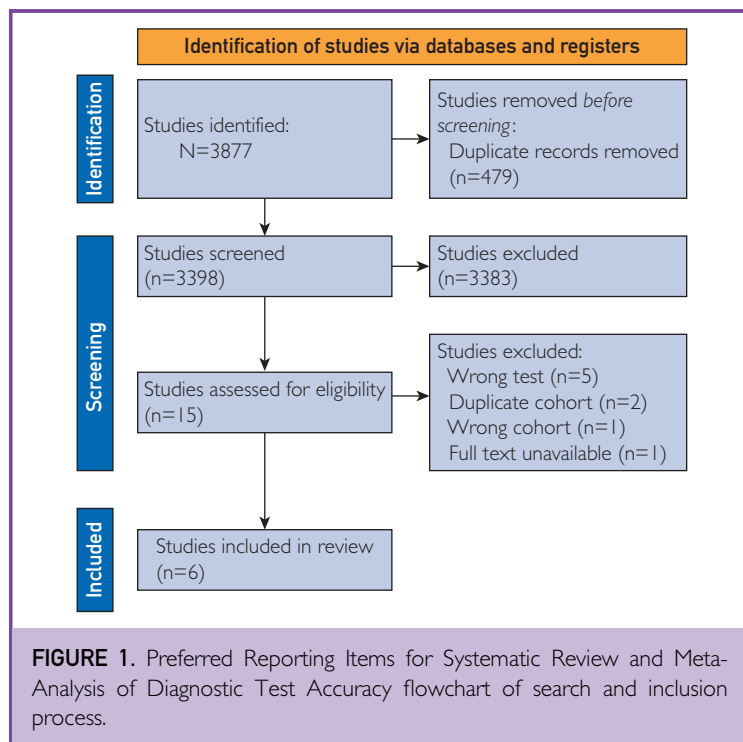 Identification of studies via databases and registers
Identification
Studies identified:
N=3877
Studies removed before
screening:
Duplicate records removed
(n=479)
Screening
Studies screened
(n=3398)
Studies excluded
(n=3383)
Studies assessed for eligibility
(n=15)
Studies excluded:
Wrong test (n=5)
Duplicate cohort (n=2)
Wrong cohort (n=1)
Full text unavailable (n=1)
Included
Studies included in review
(n=6)
FIGURE 1. Preferred Reporting Items for Systematic Review and Meta-
Analysis of Diagnostic Test Accuracy flowchart of search and inclusion
process.